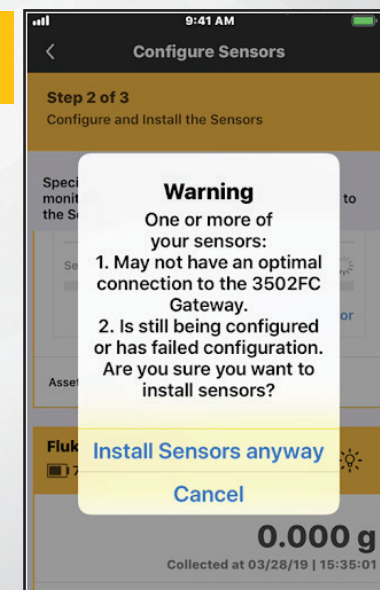 9:41 AM
Configure Sensors
Step 2 of 3
Configure and Install the Sensors
Warning
to
One or more of
your sensors:
1. May not have an optimal
connection to the 3502FC
Gateway.
2. Is still being configured
or has failed configuration.
Are you sure you want to
install sensors?
Install Sensors anyway
Cancel
0.000 g
Collected at 03/28/19 | 15:35:01